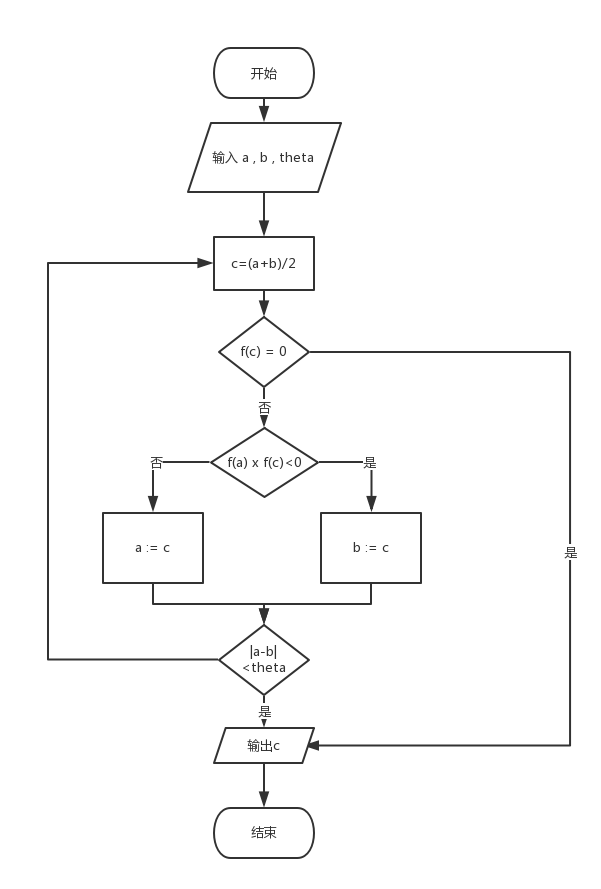 开始
输入 a , b , theta
c=(a+b)/2
f(c) = 0
否
f(a) x f(c)<0
否
是
a := c
b := c
是
|a-b|
<theta
是
输出c
结束